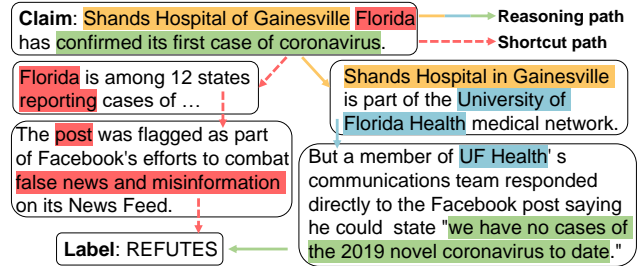 Claim: Shands Hospital of Gainesville Florida
has confirmed its first case of coronavirus.
Reasoning path
Shortcut path
Florida is among 12 states
reporting cases of …
The post was flagged as part
of Facebook's efforts to combat
false news and misinformation
on its News Feed.
Shands Hospital in Gainesville
is part of the University of
Florida Health medical network.
But a member of UF Health' s
communications team responded
directly to the Facebook post saying
he could state "we have no cases of
the 2019 novel coronavirus to date."
Label: REFUTES